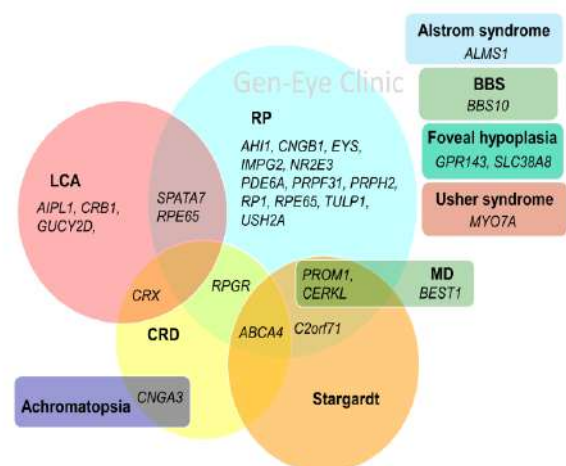 Alstrom syndrome
ALMS1
Gen-Eye Clinic
BBS
BBS10
RP
Foveal hypoplasia
GPR143, SLC38A8
AHI1, CNGB1, EYS,
IMPG2, NR2E3
PDE6A, PRPF31, PRPH2,
RP1, RPE65, TULP1,
USH2A
LCA
AIPL1, CRB1,
GUCY2D,
SPATA7
RPE65
Usher syndrome
MYO7A
PROM1,
CERKL
MD
BEST1
CRX
RPGR
CRD
ABCA4
C2orf71
Stargardt
Achromatopsia
CNGA3